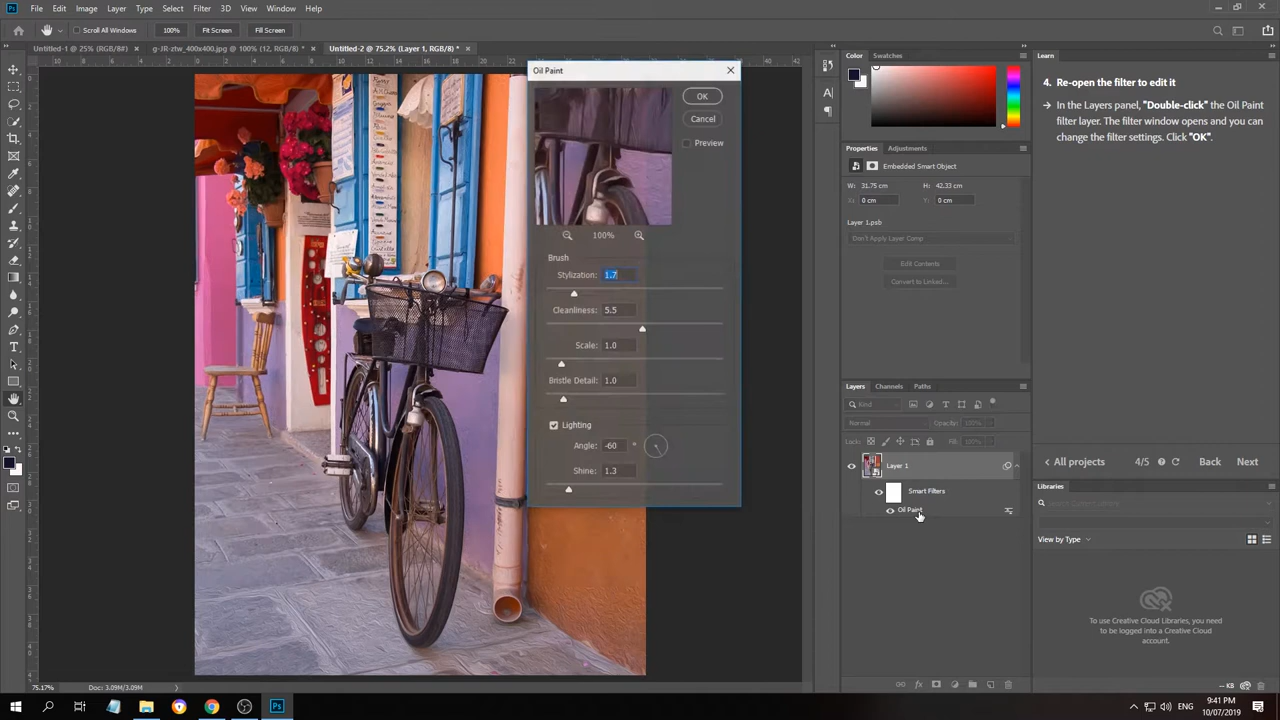 Ps File Edit Image Layer Type Select Filter 3D View Window Help
Scroll All Windows 100% Fit Screen Fill Screen
Untitled-1 @ 25% (RGB/8#) × g-JR-ztw_400x400.jpg @ 100% (12, RGB/8) * × Untitled-2 @ 75.2% (Layer 1, RGB/8) * ×
Oil Paint
OK
Cancel
Preview
100%
Brush
Stylization: 1.7
Cleanliness: 5.5
Scale: 1.0
Bristle Detail: 1.0
Lighting
Angle: -60 °
Shine: 1.3
Color Swatches
Properties Adjustments
Embedded Smart Object
W: 31.75 cm H: 42.33 cm
X: 0 cm Y: 0 cm
Layer 1.psb
Don't Apply Layer Comp
Edit Contents
Convert to Linked...
Layers Channels Paths
Kind
Normal Opacity: 100%
Lock: Fill: 100%
Layer 1
Smart Filters
Oil Paint
Learn
4. Re-open the filter to edit it
In the Layers panel, "Double-click" the Oil Paint
filter layer. The filter window opens and you can
change the filter settings. Click "OK".
All projects 4/5 Back Next
Libraries
Search Current Library
View by Type
To use Creative Cloud Libraries, you need
to be logged into a Creative Cloud
account.
75.17% Doc: 3.09M/3.09M
-- KB
ENG
9:41 PM
10/07/2019